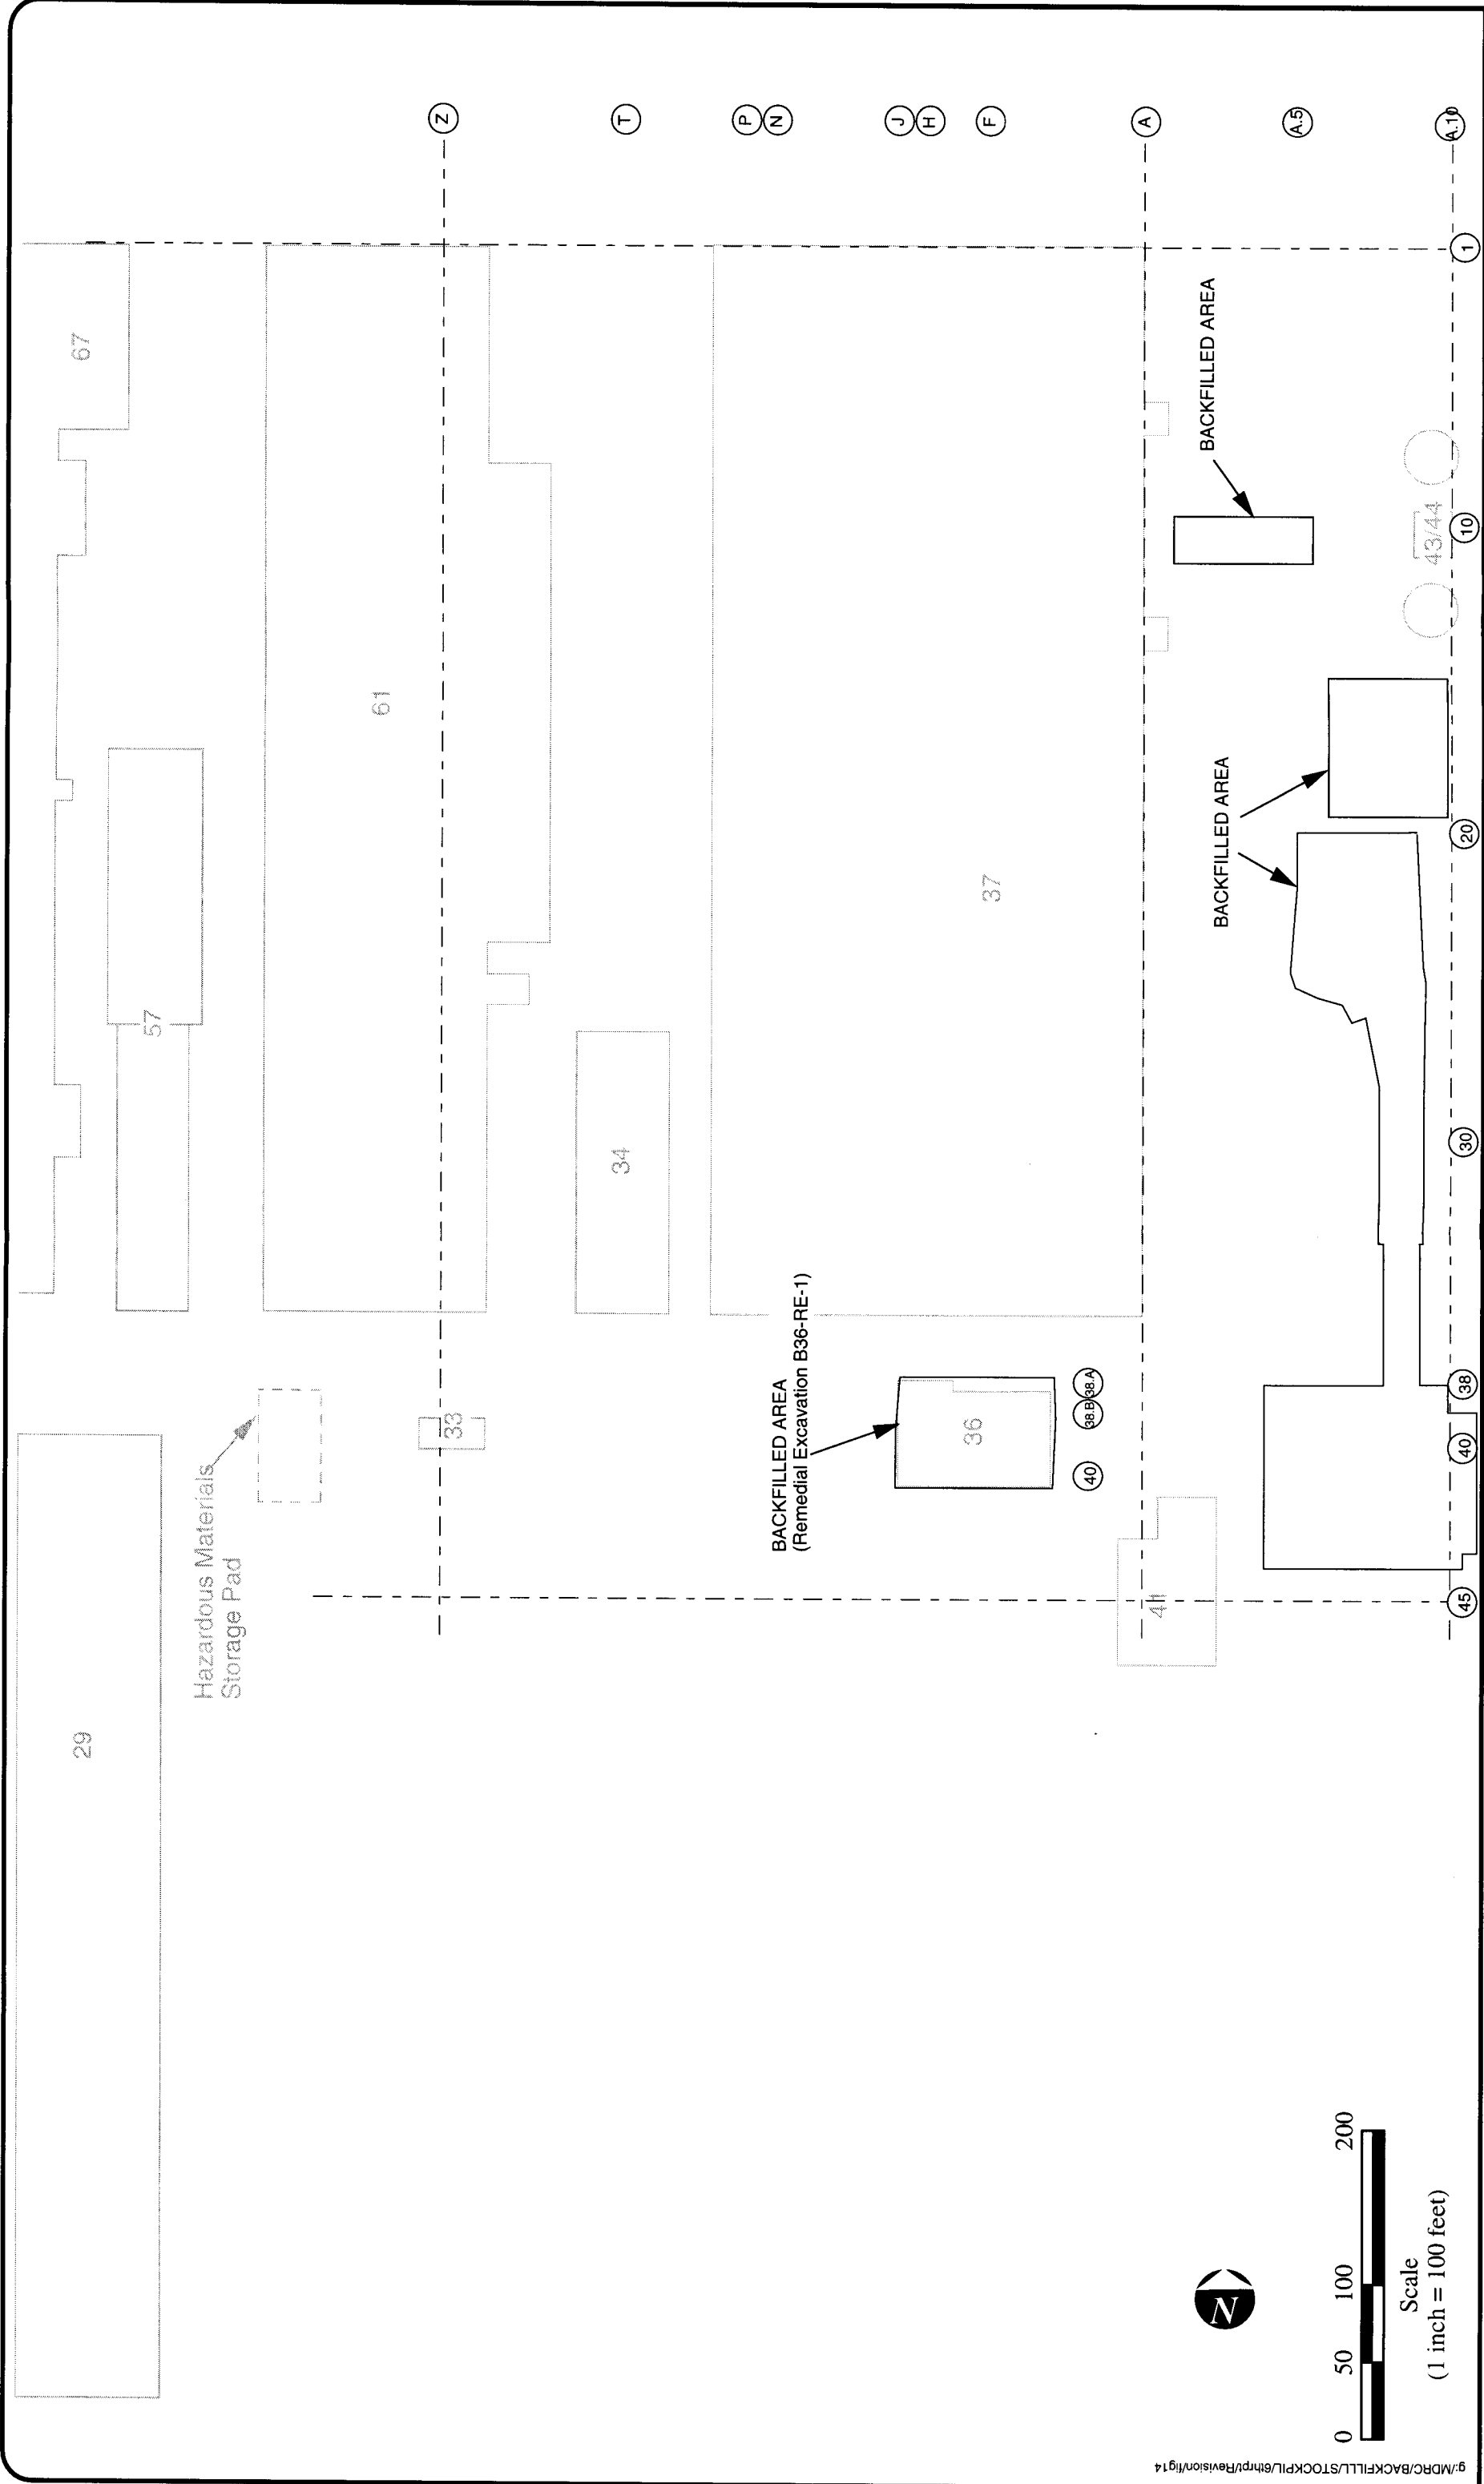 67
57
61
29
Hazardous Materials
Storage Pad
33
34
37
BACKFILLED AREA
(Remedial Excavation B36-RE-1)
36
41
43/44
BACKFILLED AREA
BACKFILLED AREA
Z
T
P
N
J
H
F
A
A.5
A.10
1
10
20
30
38
40
45
38.A
38.B
40
N
0 50 100 200
Scale
(1 inch = 100 feet)
g:/MDRC/BACKFILLL/STOCKPIL/6thrpt/Revision/fig14